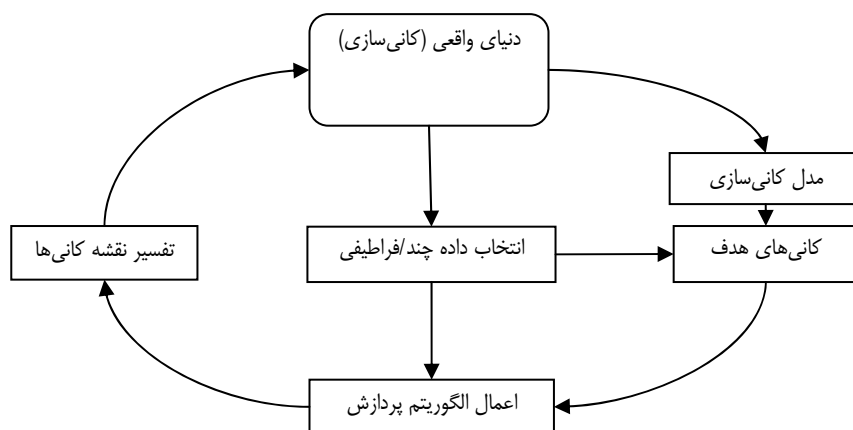 دنیای واقعی (کانی‌سازی)
مدل کانی‌سازی
کانی‌های هدف
انتخاب داده چند/فراطیفی
تفسیر نقشه کانی‌ها
اعمال الگوریتم پردازش